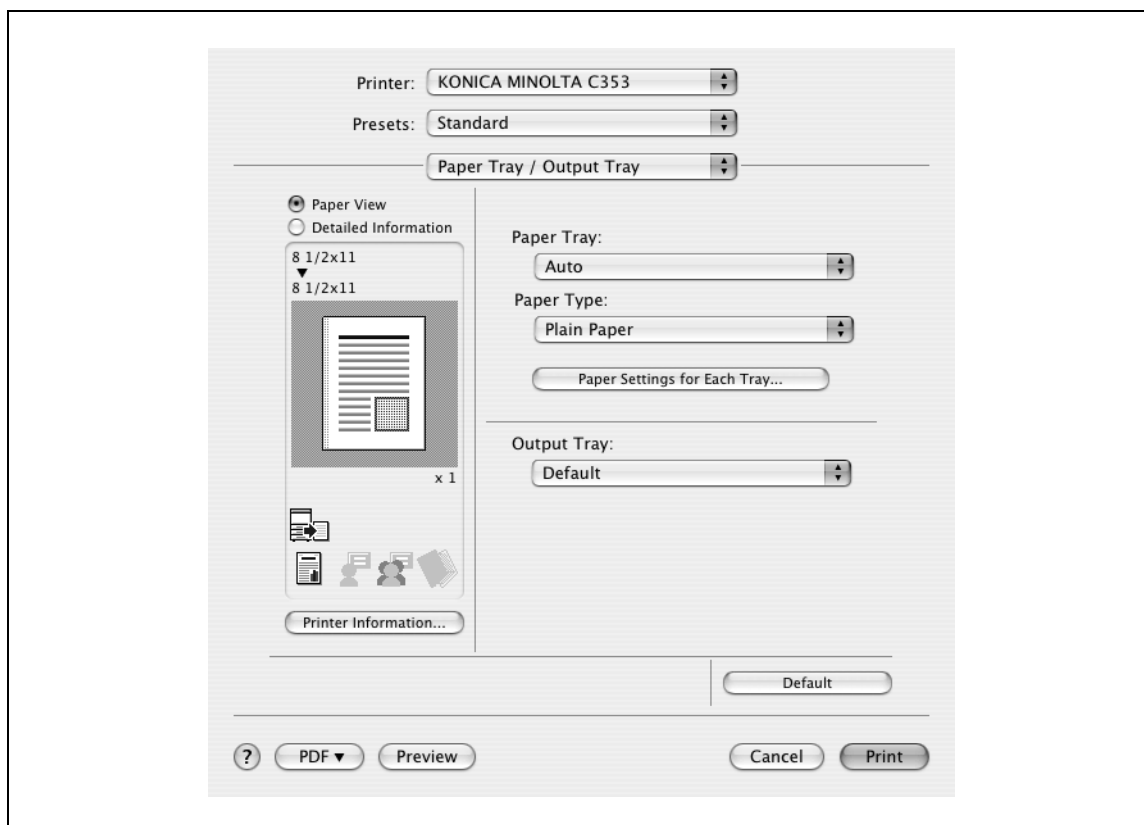 Printer: KONICA MINOLTA C353
Presets: Standard
Paper Tray / Output Tray
Paper View
Detailed Information
8 1/2x11
8 1/2x11
x 1
Printer Information...
Paper Tray:
Auto
Paper Type:
Plain Paper
Paper Settings for Each Tray...
Output Tray:
Default
Default
? PDF▼ Preview Cancel Print